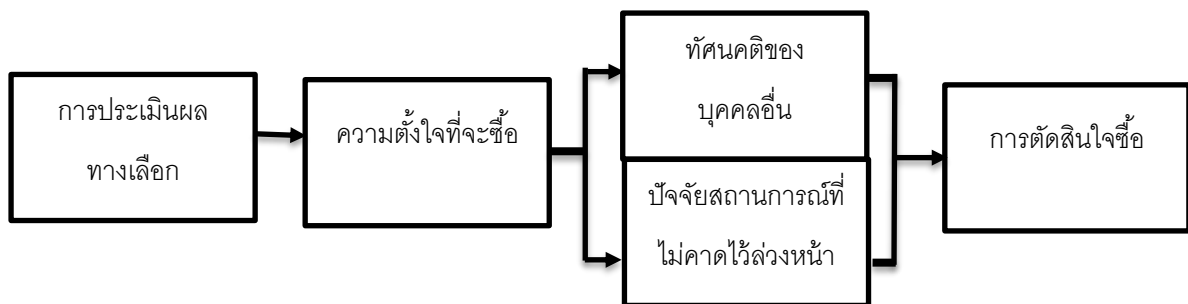 การประเมินผล
ทางเลือก
ความตั้งใจที่จะซื้อ
ทัศนคติของ
บุคคลอื่น
ปัจจัยสถานการณ์ที่
ไม่คาดไว้ล่วงหน้า
การตัดสินใจซื้อ